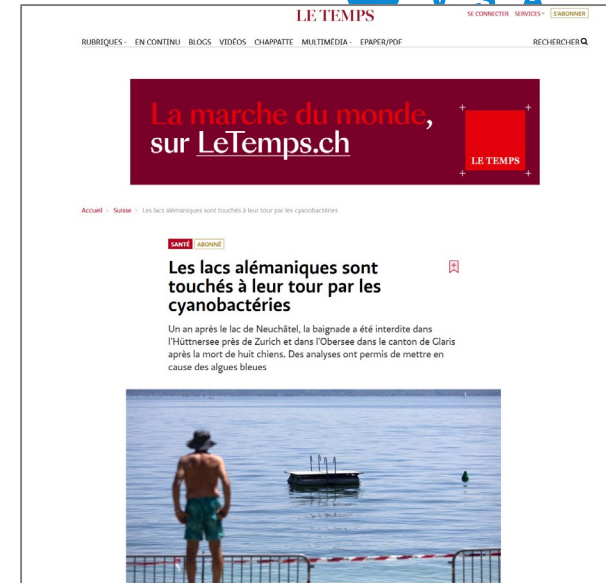 LE TEMPS
SE CONNECTER SERVICES S'ABONNER
RUBRIQUES EN CONTINU BLOGS VIDÉOS CHAPPATTE MULTIMÉDIA EPAPER/PDF RECHERCHER
La marche du monde,
sur LeTemps.ch
LE TEMPS
Accueil › Suisse › Les lacs alémaniques sont touchés à leur tour par les cyanobactéries
SANTÉ ABONNÉ
Les lacs alémaniques sont
touchés à leur tour par les
cyanobactéries
Un an après le lac de Neuchâtel, la baignade a été interdite dans
l'Hüttnersee près de Zurich et dans l'Obersee dans le canton de Glaris
après la mort de huit chiens. Des analyses ont permis de mettre en
cause des algues bleues